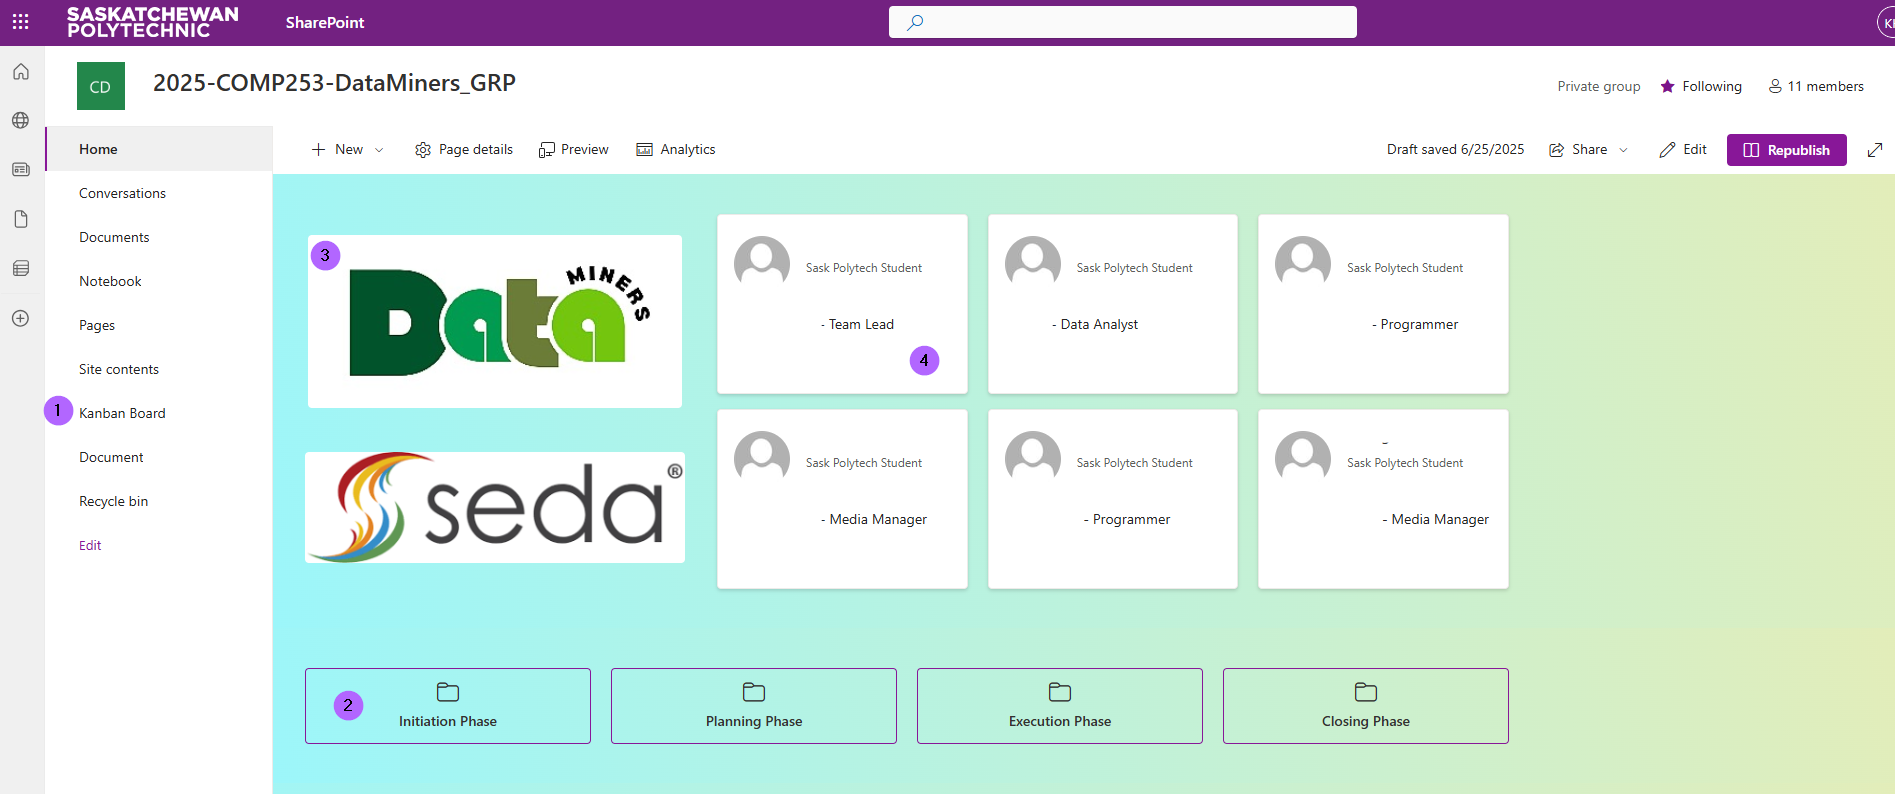 SASKATCHEWAN
POLYTECHNIC
SharePoint
KE
CD
2025-COMP253-DataMiners_GRP
Private group
Following
11 members
Home
Conversations
Documents
Notebook
Pages
Site contents
1
Kanban Board
Document
Recycle bin
Edit
New
Page details
Preview
Analytics
Draft saved 6/25/2025
Share
Edit
Republish
3
Data
MINERS
seda®
Sask Polytech Student
- Team Lead
4
Sask Polytech Student
- Data Analyst
Sask Polytech Student
- Programmer
Sask Polytech Student
- Media Manager
Sask Polytech Student
- Programmer
-
Sask Polytech Student
- Media Manager
2
Initiation Phase
Planning Phase
Execution Phase
Closing Phase